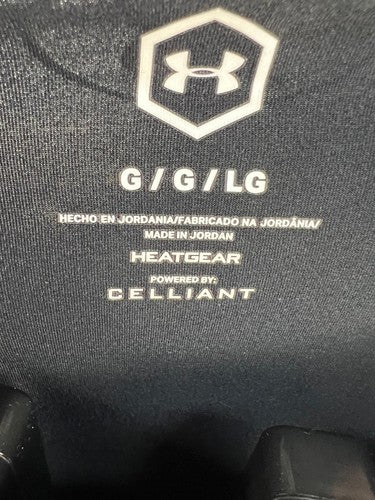 G / G / LG
HECHO EN JORDANIA/FABRICADO NA JORDÂNIA/
MADE IN JORDAN
HEATGEAR
POWERED BY:
CELLIANT